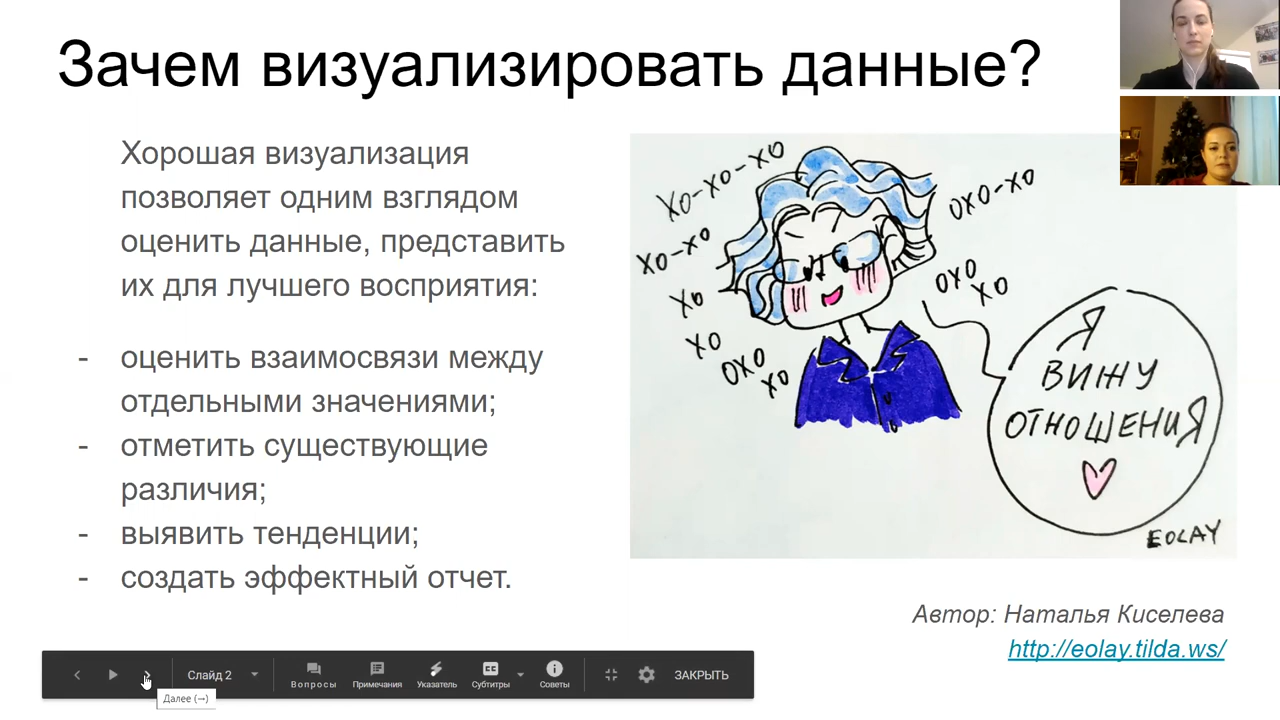 Зачем визуализировать данные?
Хорошая визуализация
позволяет одним взглядом
оценить данные, представить
их для лучшего восприятия:
- оценить взаимосвязи между
отдельными значениями;
- отметить существующие
различия;
- выявить тенденции;
- создать эффектный отчет.
ХО-ХО-ХО
ОХО-ХО
ХО-ХО
ОХО
ХО
ХО
ХО
ОХО
ХО
Я
ВИЖУ
ОТНОШЕНИЯ
EOLAY
Автор: Наталья Киселева
http://eolay.tilda.ws/
Слайд 2
Вопросы
Примечания
Указатель
Субтитры
Советы
ЗАКРЫТЬ
Далее (→)